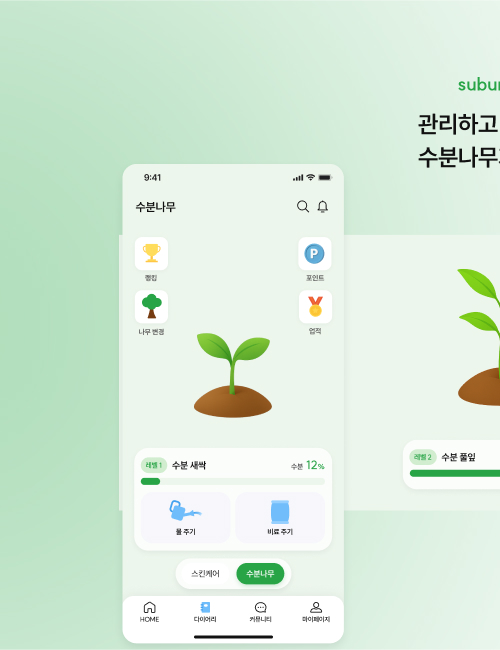 subu
관리하고
수분나무
9:41
수분나무
랭킹
포인트
나무 변경
업적
레벨 1 수분 새싹 수분 12%
레벨 2 수분 풀잎
물 주기
비료 주기
스킨케어
수분나무
HOME
다이어리
커뮤니티
마이페이지